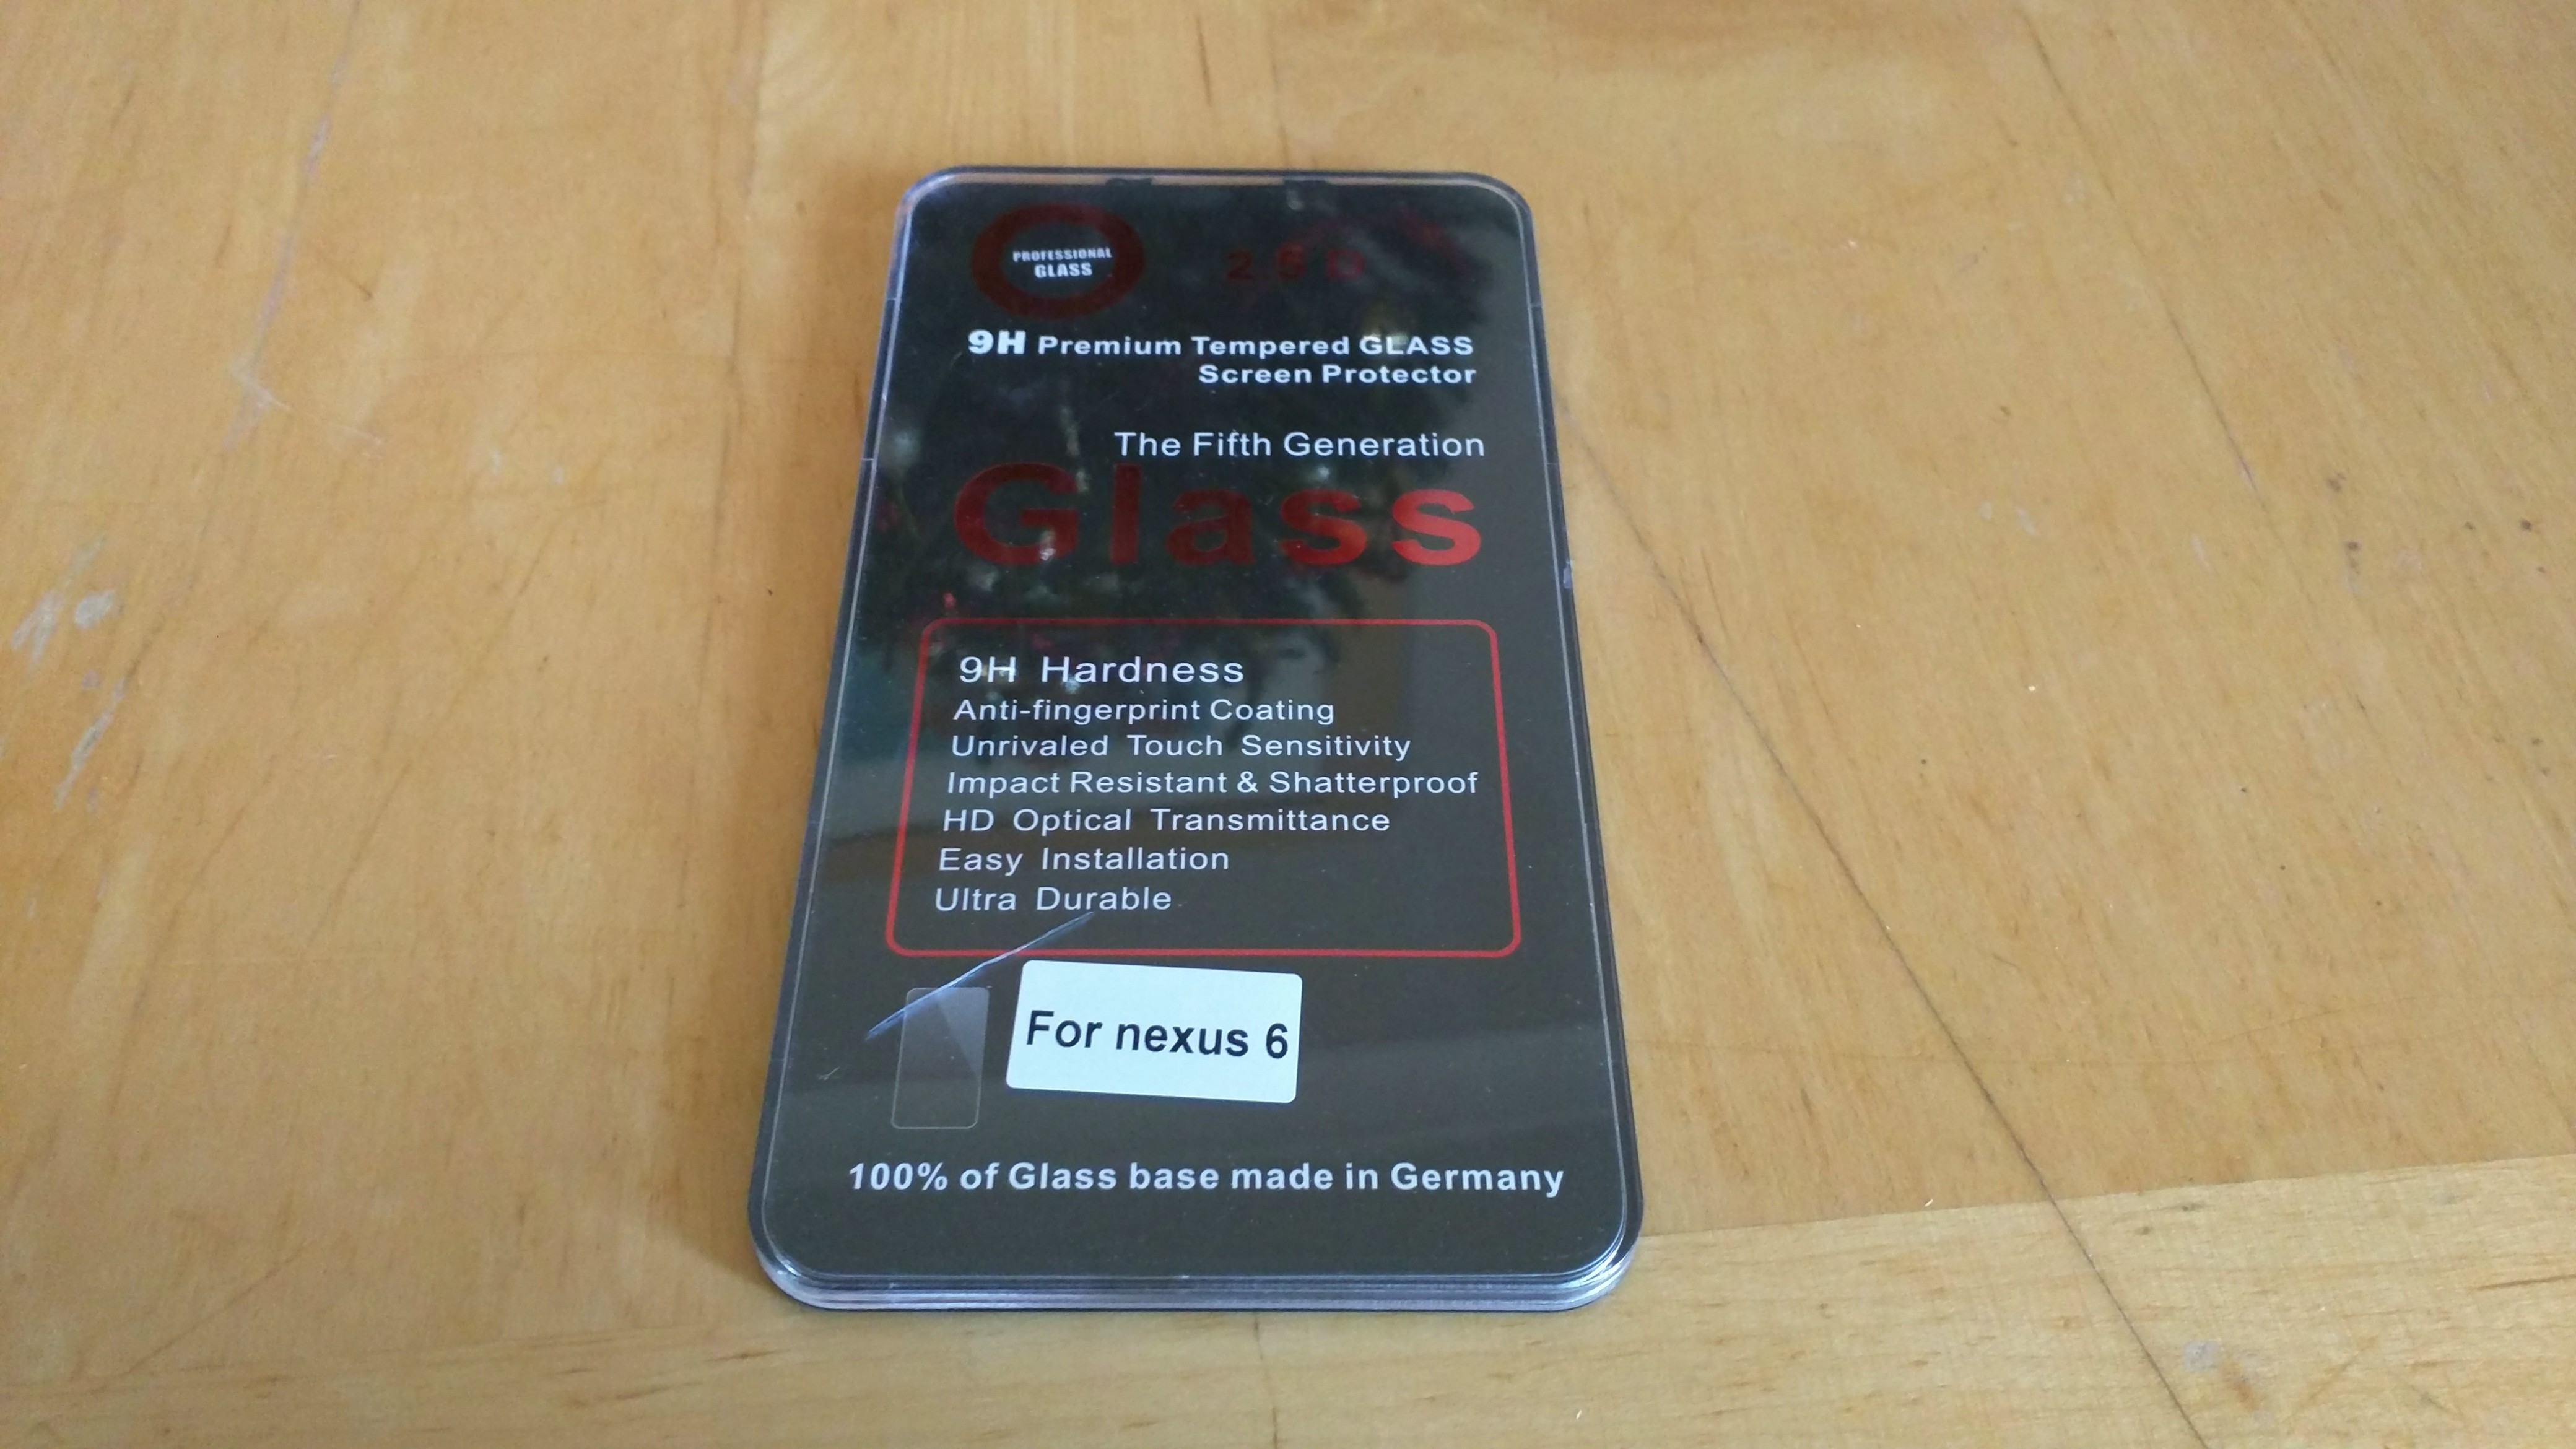 PROFESSIONAL
GLASS
9H Premium Tempered GLASS
Screen Protector
The Fifth Generation
Glass
9H Hardness
Anti-fingerprint Coating
Unrivaled Touch Sensitivity
Impact Resistant & Shatterproof
HD Optical Transmittance
Easy Installation
Ultra Durable
For nexus 6
100% of Glass base made in Germany